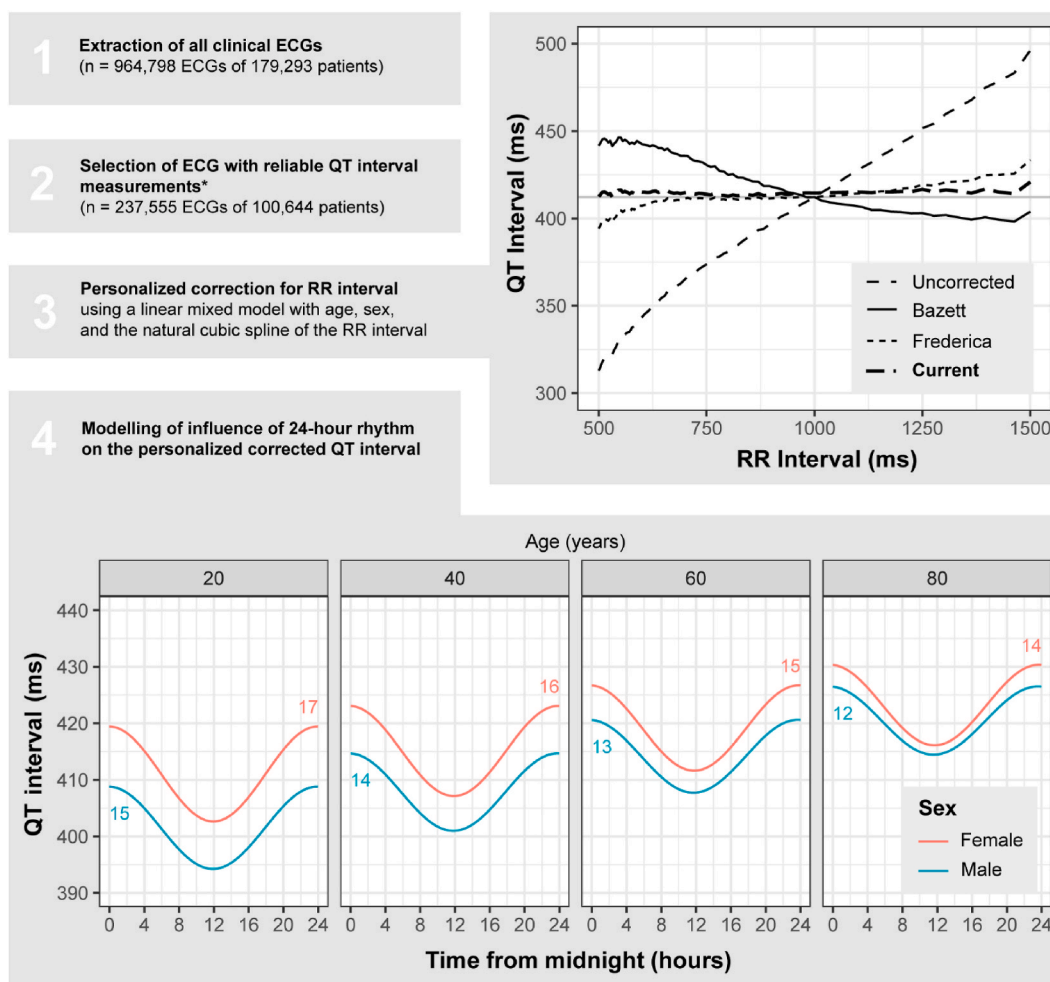 1
Extraction of all clinical ECGs
(n = 964,798 ECGs of 179,293 patients)
2
Selection of ECG with reliable QT interval
measurements*
(n = 237,555 ECGs of 100,644 patients)
3
Personalized correction for RR interval
using a linear mixed model with age, sex,
and the natural cubic spline of the RR interval
4
Modelling of influence of 24-hour rhythm
on the personalized corrected QT interval
QT Interval (ms)
500
450
400
350
300
500 750 1000 1250 1500
RR Interval (ms)
Uncorrected
Bazett
Frederica
Current
Age (years)
20 40 60 80
QT interval (ms)
440
430
420
410
400
390
17
15
16
14
15
13
14
12
Sex
Female
Male
0 4 8 12 16 20 24 0 4 8 12 16 20 24 0 4 8 12 16 20 24 0 4 8 12 16 20 24
Time from midnight (hours)